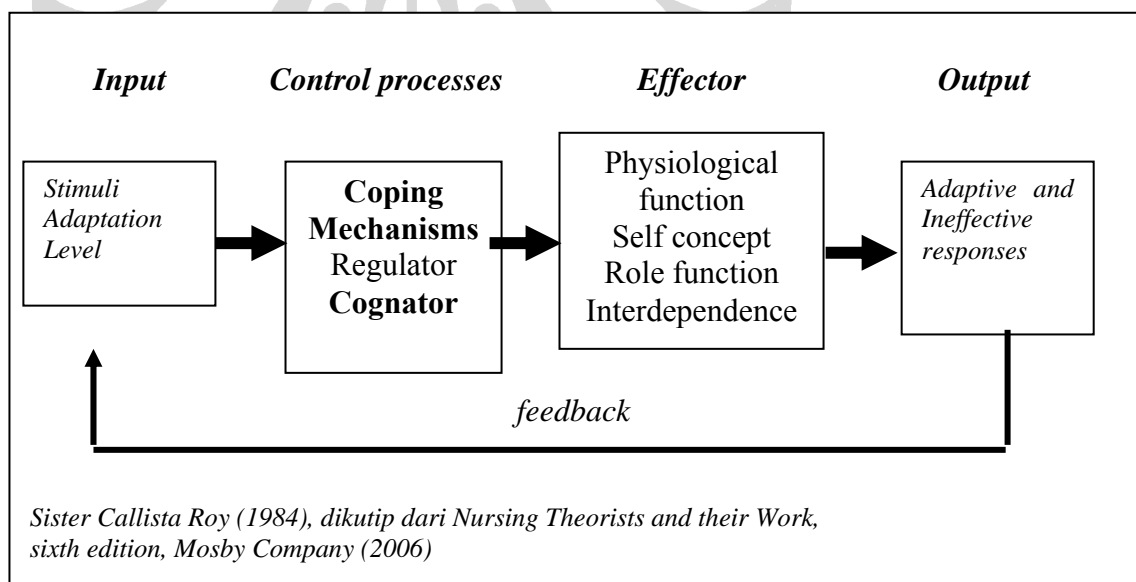 Input Control processes Effector Output
Stimuli
Adaptation
Level
Coping
Mechanisms
Regulator
Cognator
Physiological
function
Self concept
Role function
Interdependence
Adaptive and
Ineffective
responses
feedback
Sister Callista Roy (1984), dikutip dari Nursing Theorists and their Work,
sixth edition, Mosby Company (2006)